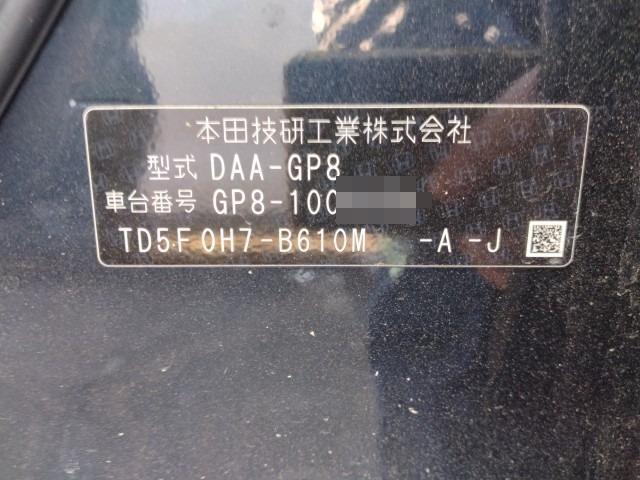 本田技研工業株式会社
型式 DAA-GP8
車台番号 GP8-100
TD5F0H7-B610M -A-J